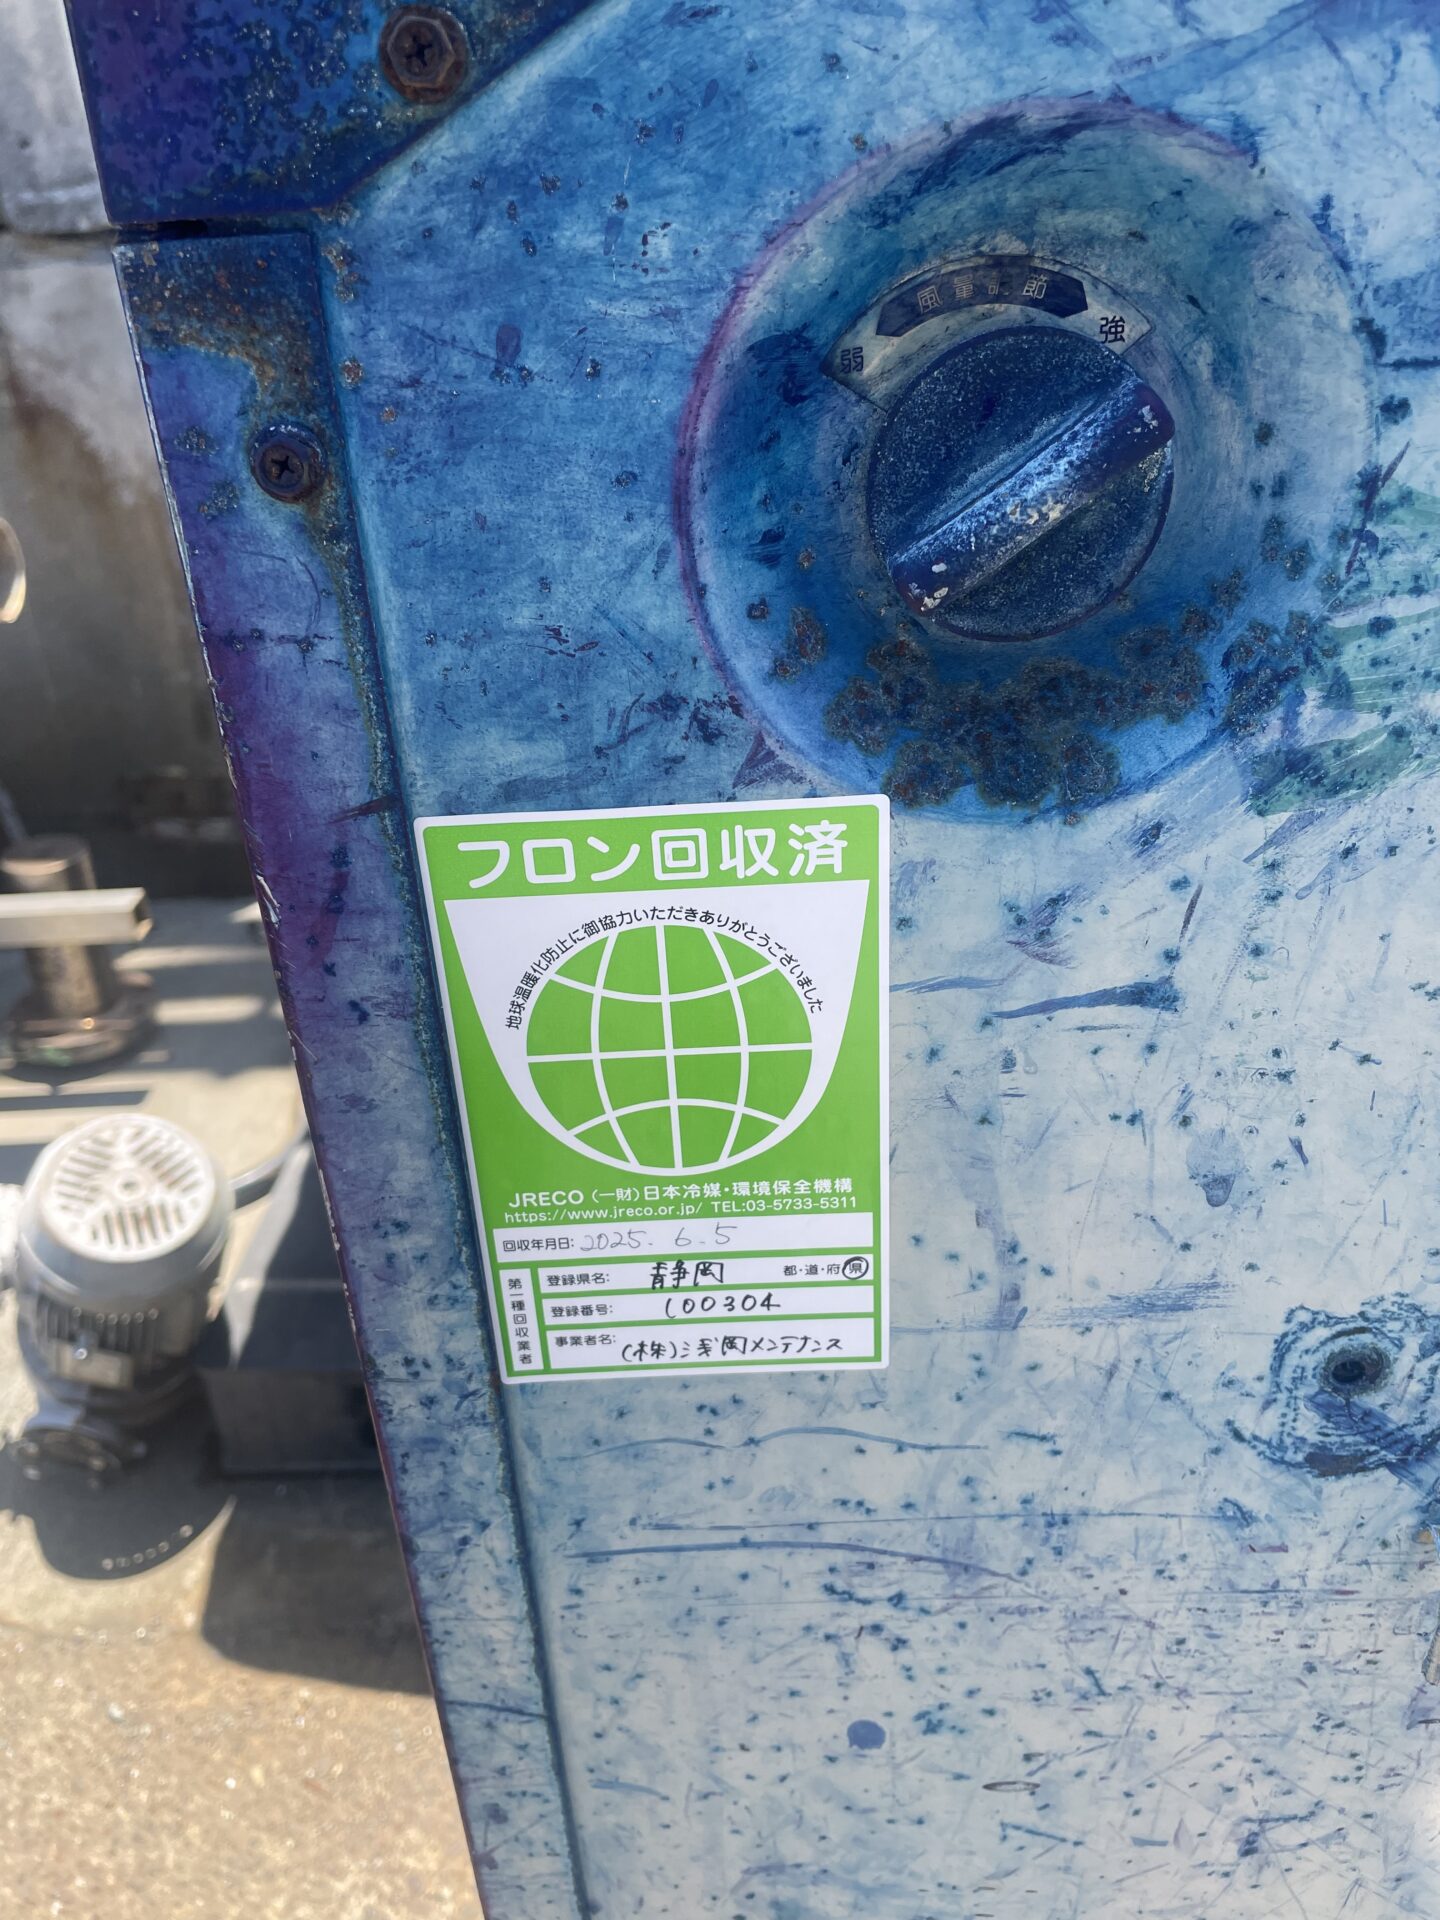 風量調節
弱 強
フロン回収済
地球温暖化防止に御協力いただきありがとうございました
JRECO (一財)日本冷媒・環境保全機構
https://www.jreco.or.jp/ TEL:03-5733-5311
回収年月日: 2025. 6. 5
第一種回収業者
登録県名: 静岡 都・道・府・県
登録番号: 100304
事業者名: (株)浅岡メンテナンス